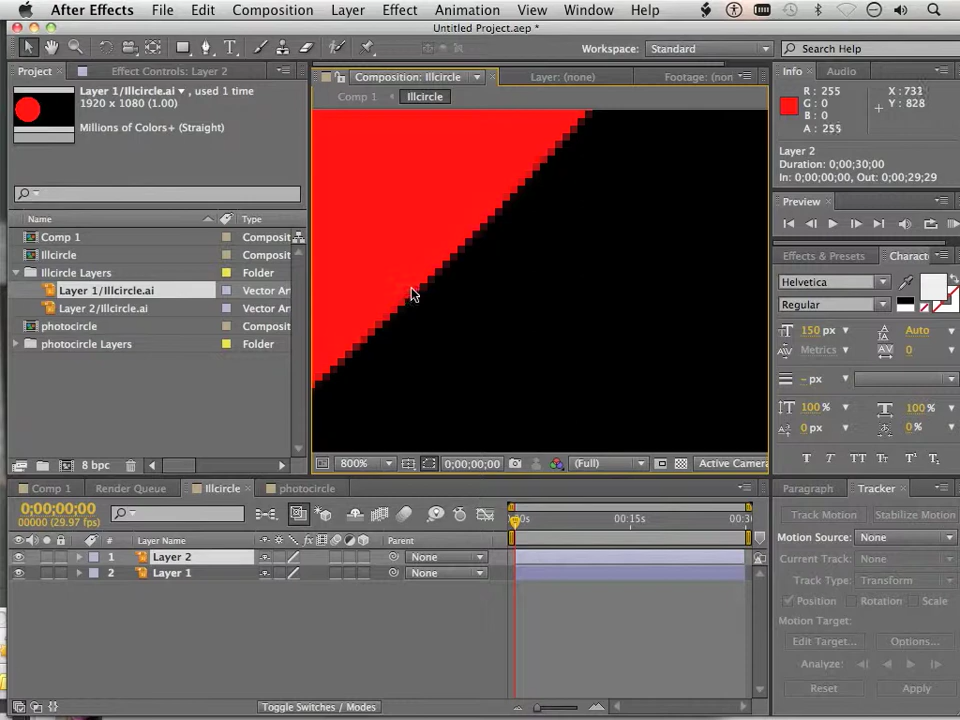 After Effects File Edit Composition Layer Effect Animation View Window Help
Untitled Project.aep *
Workspace: Standard Search Help
Project Effect Controls: Layer 2
Composition: Illcircle Layer: (none) Footage: (non
Info Audio
Layer 1/Illcircle.ai ▾, used 1 time
1920 x 1080 (1.00)
Millions of Colors+ (Straight)
Comp 1 Illcircle
R : 255
G : 0
B : 0
A : 255
X : 731
Y : 828
Layer 2
Duration: 0;00;30;00
In: 0;00;00;00, Out: 0;00;29;29
Preview
Name Type
Comp 1 Composit
Illcircle Composit
Illcircle Layers Folder
Layer 1/Illcircle.ai Vector Ar
Layer 2/Illcircle.ai Vector Ar
photocircle Composit
photocircle Layers Folder
8 bpc
800% 0;00;00;00 (Full) Active Camera
Effects & Presets Charact
Helvetica
Regular
150 px Auto
Metrics 0
- px
100 % 100 %
0 px 0 %
T T TT Tr T¹ T₁
Comp 1 Render Queue Illcircle photocircle
0;00;00;00
00000 (29.97 fps)
:00s 00:15s 00:30
# Layer Name Parent
1 Layer 2 None
2 Layer 1 None
Toggle Switches / Modes
Paragraph Tracker
Track Motion Stabilize Motion
Motion Source: None
Current Track: None
Track Type: Transform
Position Rotation Scale
Motion Target:
Edit Target... Options...
Analyze:
Reset Apply